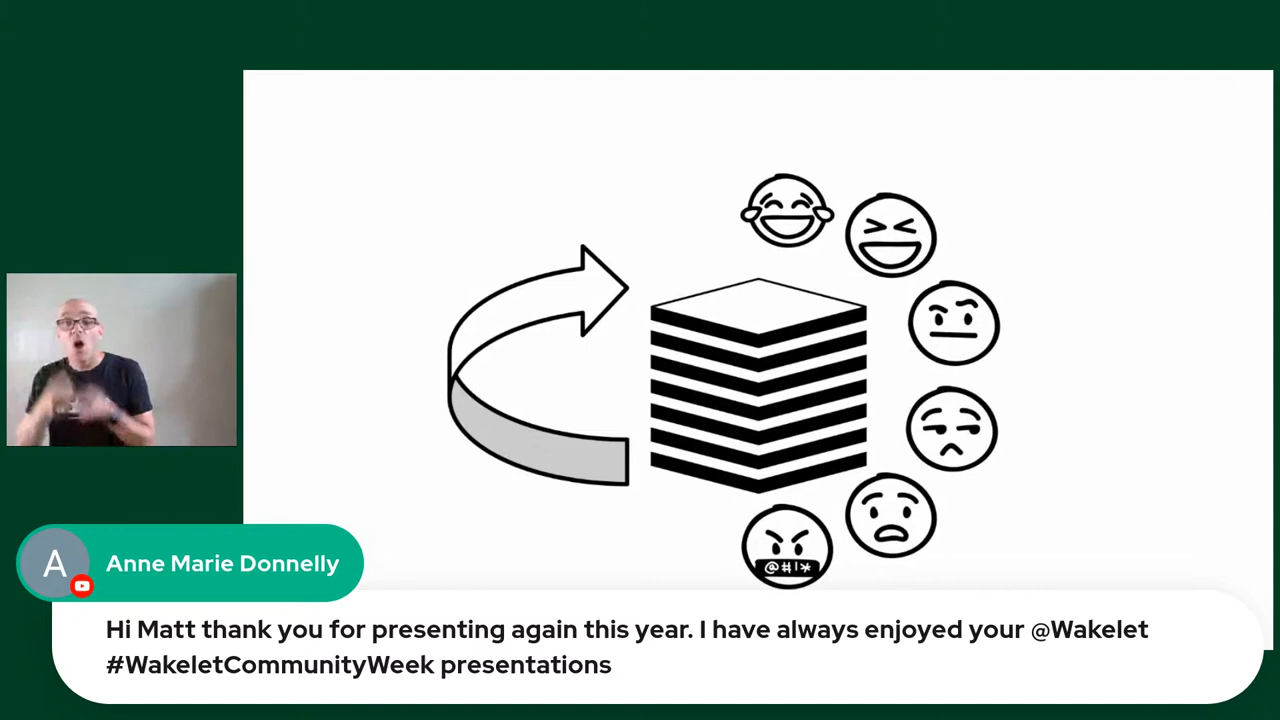 @#!*
A
Anne Marie Donnelly
Hi Matt thank you for presenting again this year. I have always enjoyed your @Wakelet
#WakeletCommunityWeek presentations